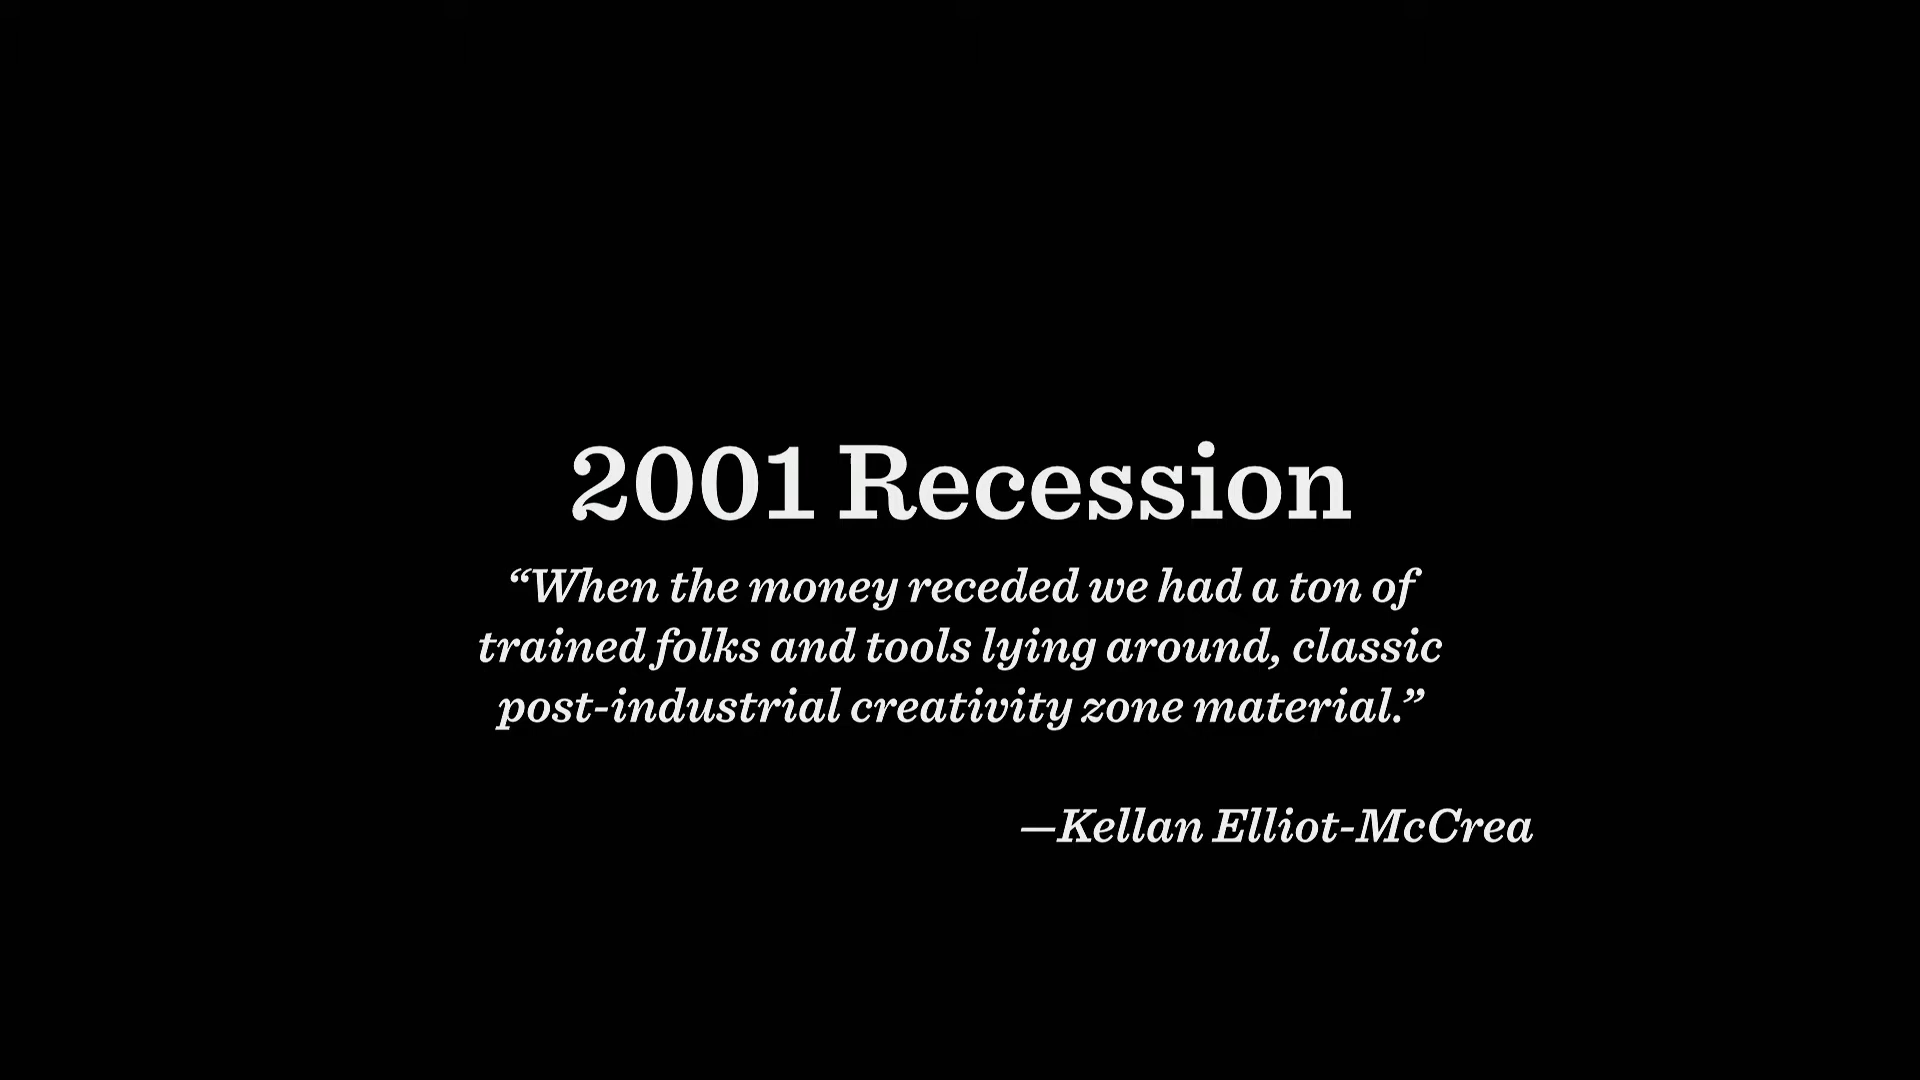 2001 Recession
“When the money receded we had a ton of
trained folks and tools lying around, classic
post-industrial creativity zone material.”
—Kellan Elliot-McCrea